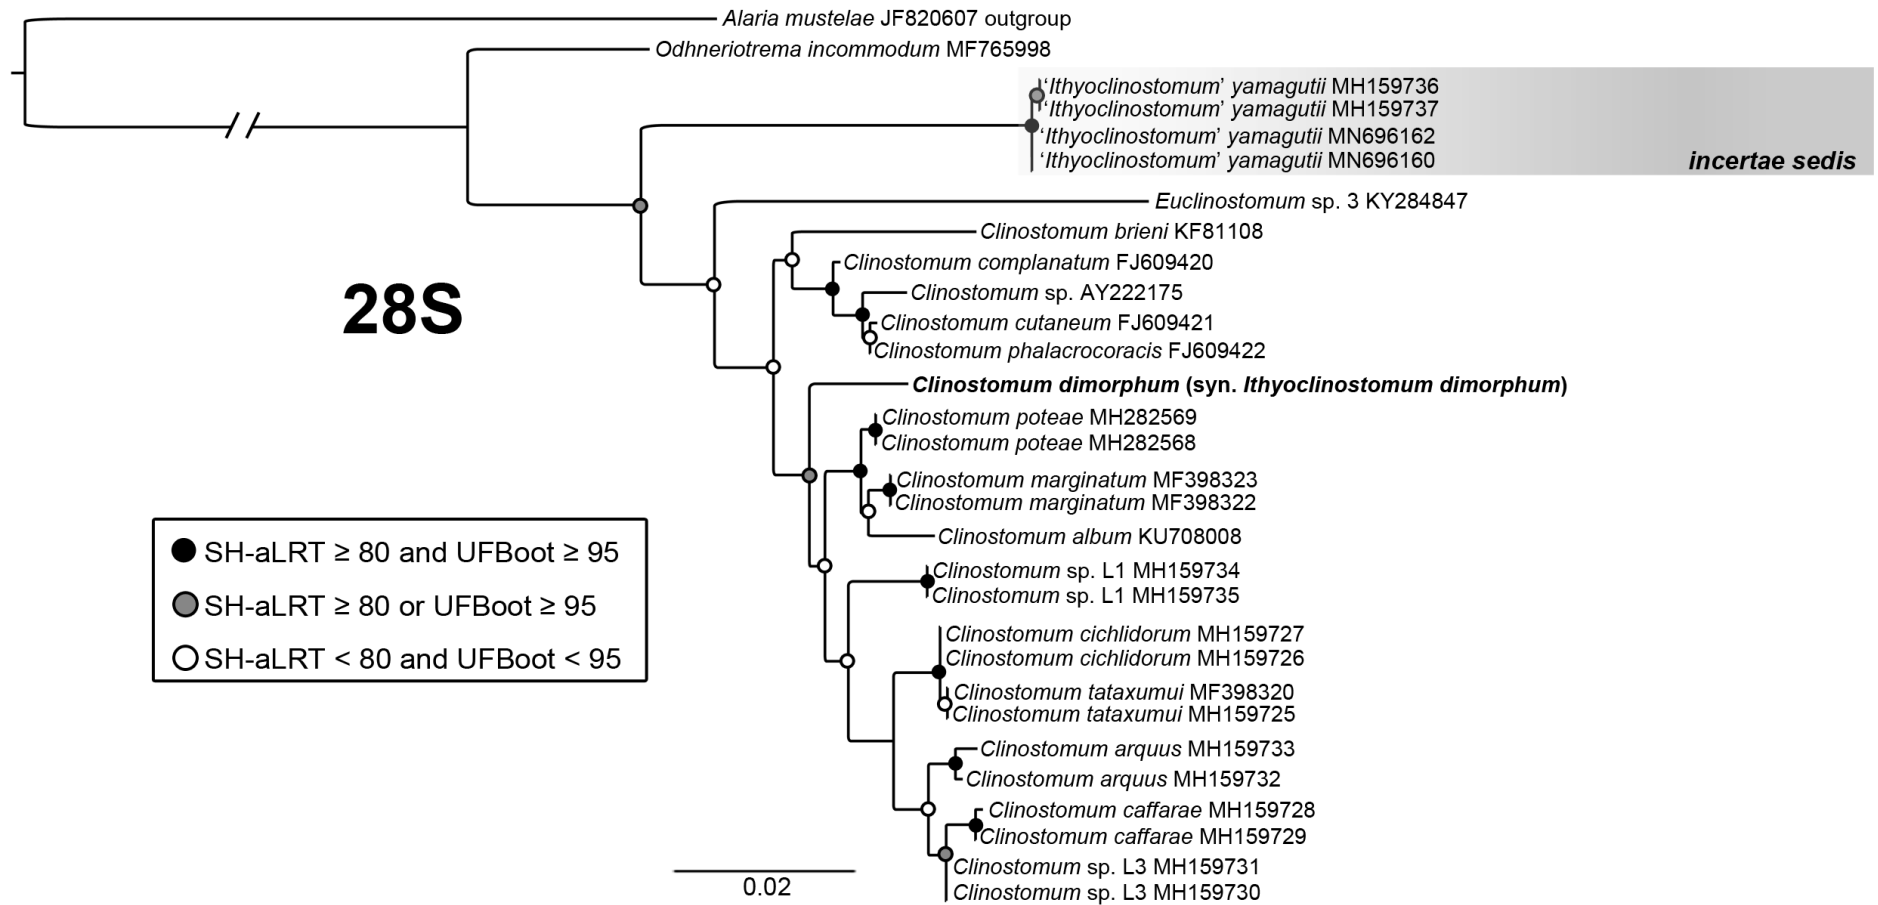 Alaria mustelae JF820607 outgroup
Odhneriotrema incommodum MF765998
'Ithyoclinostomum' yamagutii MH159736
'Ithyoclinostomum' yamagutii MH159737
'Ithyoclinostomum' yamagutii MN696162
'Ithyoclinostomum' yamagutii MN696160
incertae sedis
Euclinostomum sp. 3 KY284847
Clinostomum brieni KF81108
Clinostomum complanatum FJ609420
Clinostomum sp. AY222175
Clinostomum cutaneum FJ609421
Clinostomum phalacrocoracis FJ609422
28S
Clinostomum dimorphum (syn. Ithyoclinostomum dimorphum)
Clinostomum poteae MH282569
Clinostomum poteae MH282568
Clinostomum marginatum MF398323
Clinostomum marginatum MF398322
Clinostomum album KU708008
Clinostomum sp. L1 MH159734
Clinostomum sp. L1 MH159735
Clinostomum cichlidorum MH159727
Clinostomum cichlidorum MH159726
Clinostomum tataxumui MF398320
Clinostomum tataxumui MH159725
Clinostomum arquus MH159733
Clinostomum arquus MH159732
Clinostomum caffarae MH159728
Clinostomum caffarae MH159729
Clinostomum sp. L3 MH159731
Clinostomum sp. L3 MH159730
SH-aLRT ≥ 80 and UFBoot ≥ 95
SH-aLRT ≥ 80 or UFBoot ≥ 95
SH-aLRT < 80 and UFBoot < 95
0.02